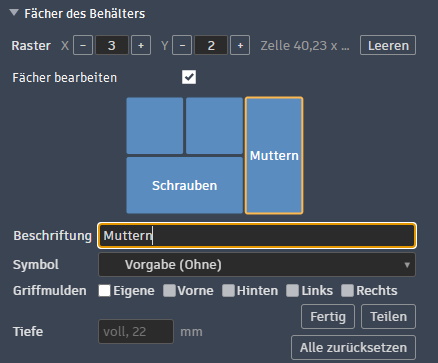 Fächer des Behälters
Raster X − 3 + Y − 2 + Zelle 40,23 x ... Leeren
Fächer bearbeiten
Muttern
Schrauben
Beschriftung Muttern
Symbol Vorgabe (Ohne)
Griffmulden Eigene Vorne Hinten Links Rechts
Fertig Teilen
Tiefe voll, 22 mm
Alle zurücksetzen